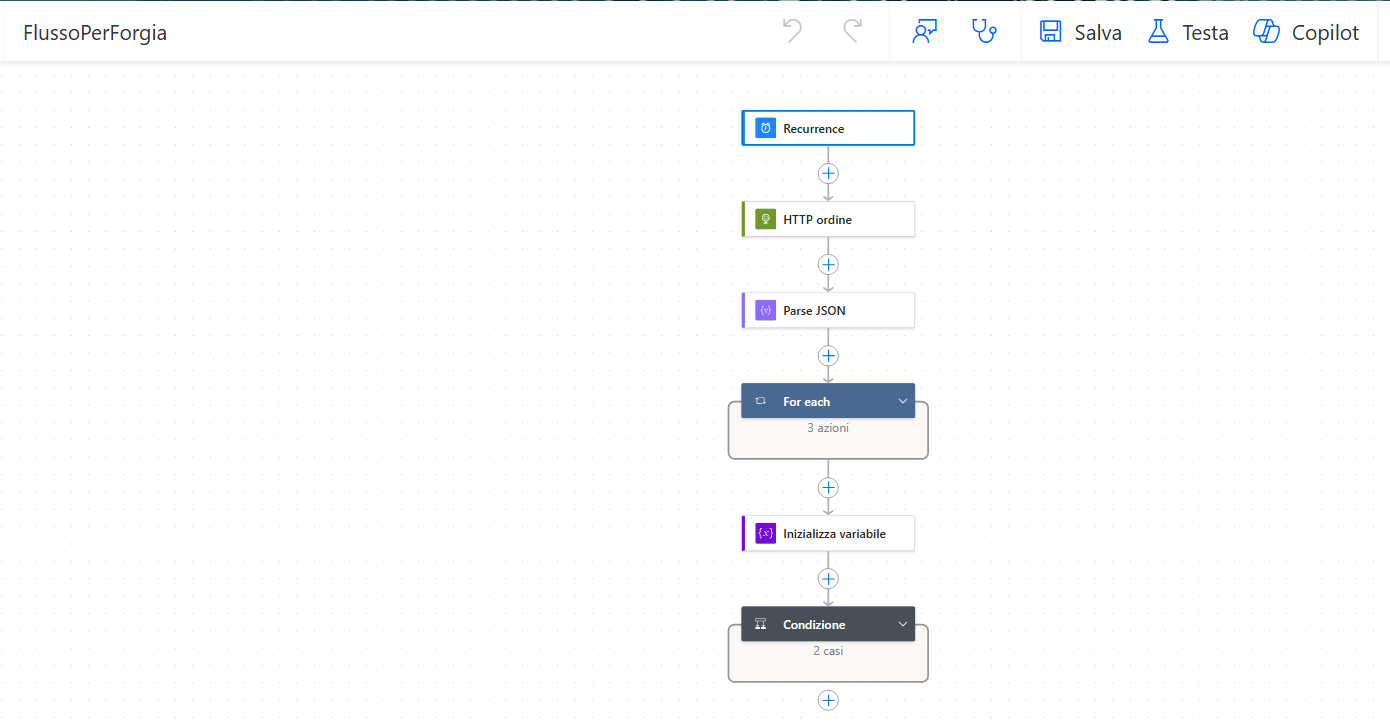 FlussoPerForgia
Salva
Testa
Copilot
Recurrence
HTTP ordine
Parse JSON
For each
3 azioni
Inizializza variabile
Condizione
2 casi